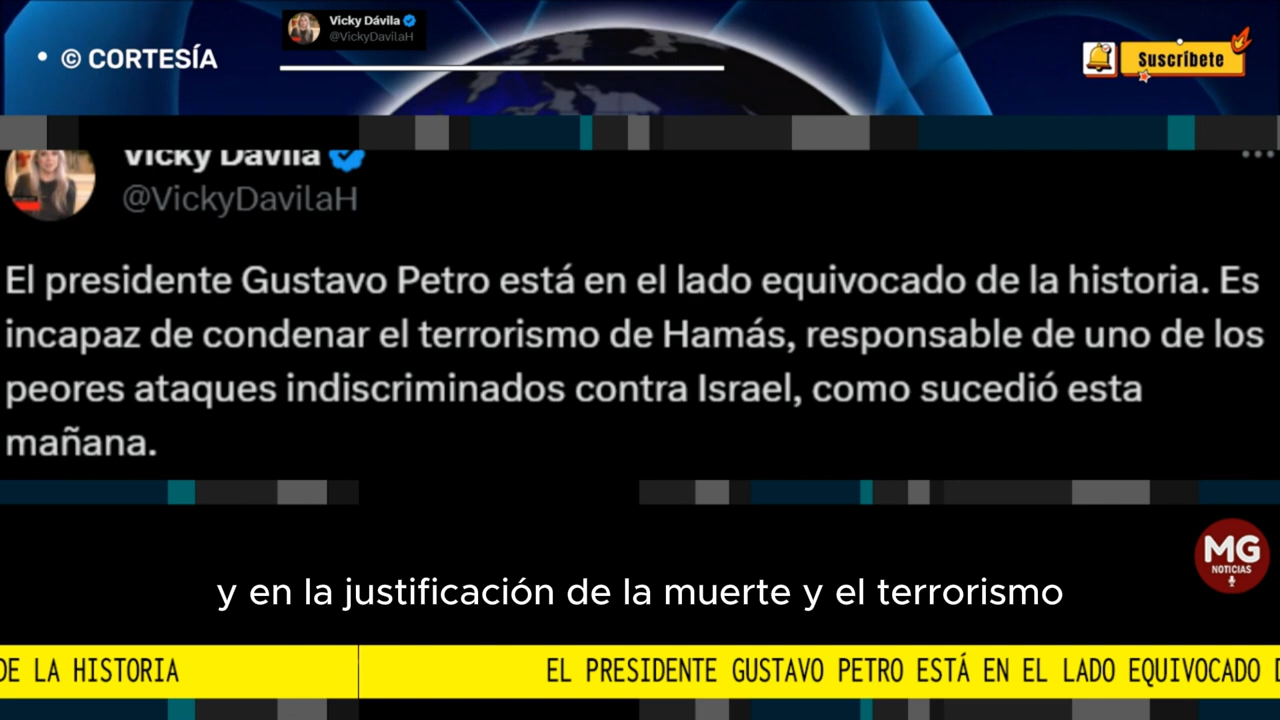 • © CORTESÍA
Vicky Dávila
@VickyDavilaH
Suscríbete
Vicky Dávila
@VickyDavilaH
El presidente Gustavo Petro está en el lado equivocado de la historia. Es
incapaz de condenar el terrorismo de Hamás, responsable de uno de los
peores ataques indiscriminados contra Israel, como sucedió esta
mañana.
MG
NOTICIAS
y en la justificación de la muerte y el terrorismo
DE LA HISTORIA
EL PRESIDENTE GUSTAVO PETRO ESTÁ EN EL LADO EQUIVOCADO